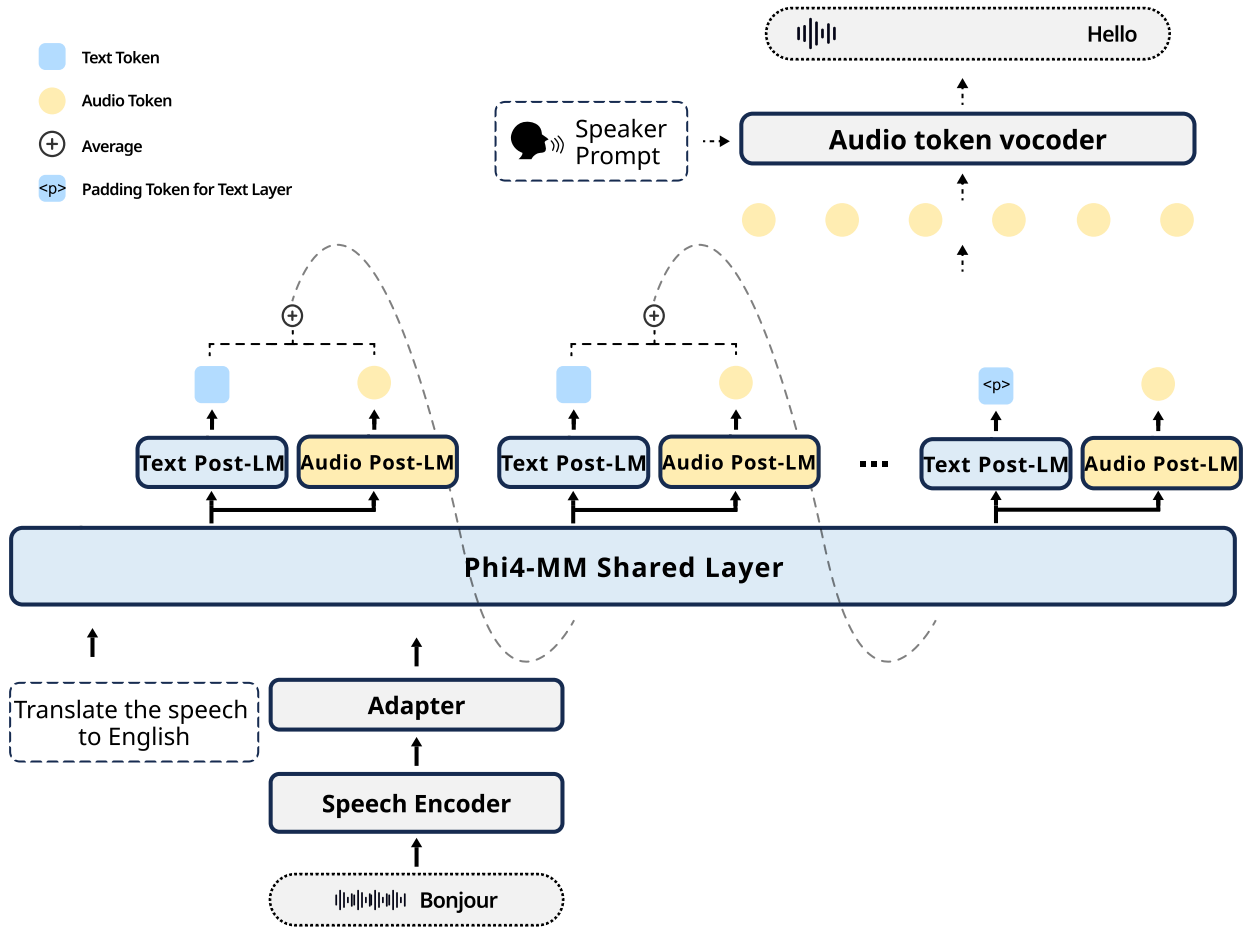 Text Token
Audio Token
Average
<p> Padding Token for Text Layer
Hello
Speaker
Prompt
Audio token vocoder
<p>
Text Post-LM
Audio Post-LM
Text Post-LM
Audio Post-LM
Text Post-LM
Audio Post-LM
Phi4-MM Shared Layer
Translate the speech
to English
Adapter
Speech Encoder
Bonjour